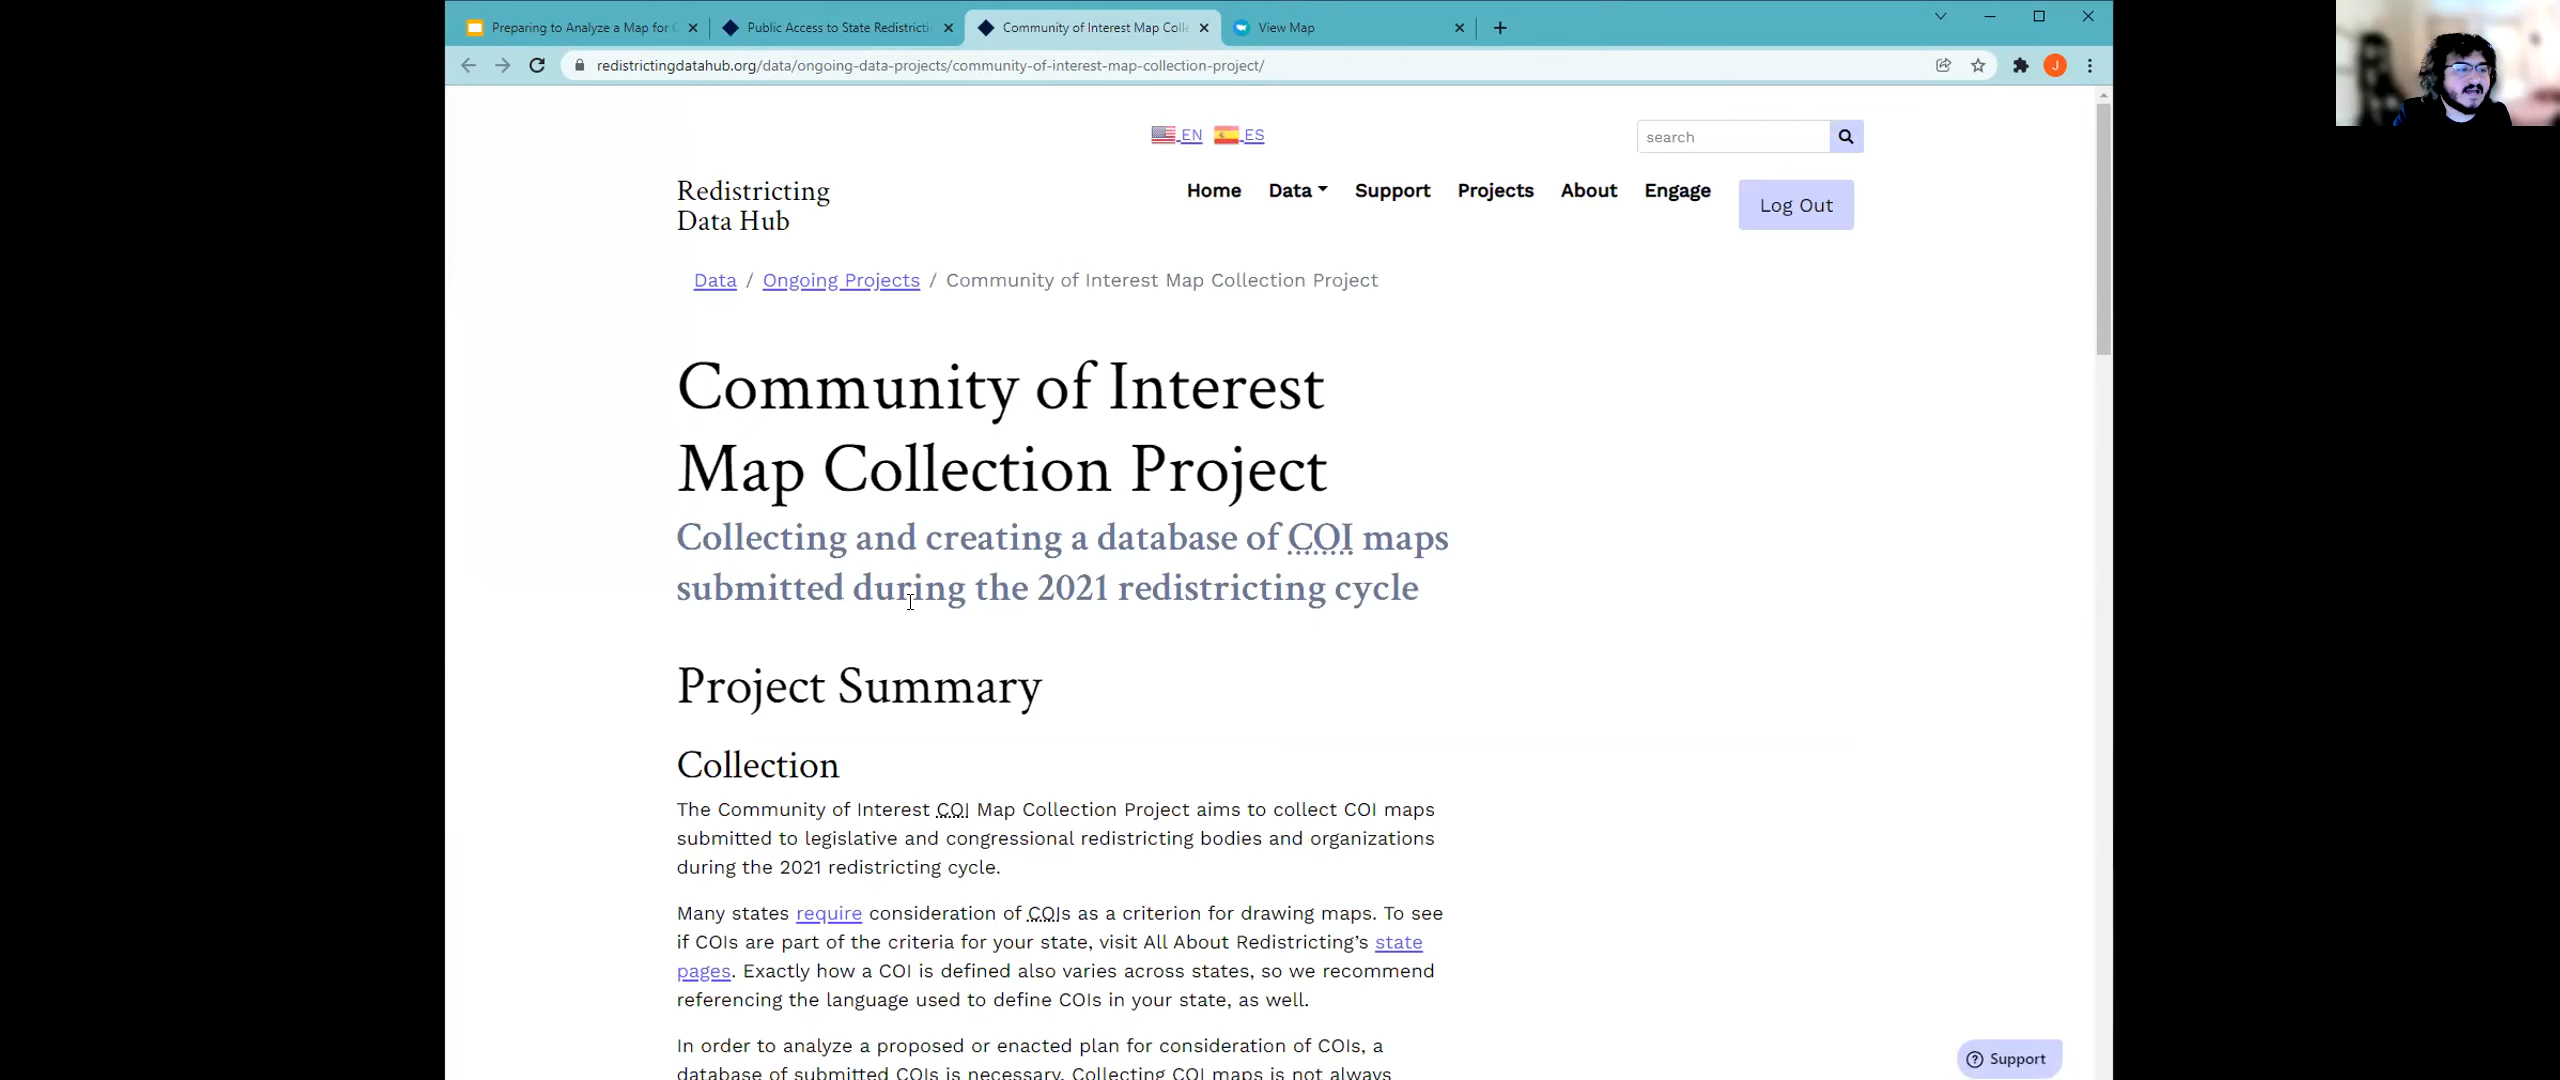 Preparing to Analyze a Map for C
Public Access to State Redistricti
Community of Interest Map Colle
View Map
redistrictingdatahub.org/data/ongoing-data-projects/community-of-interest-map-collection-project/
J
EN ES
search
Redistricting
Data Hub
Home Data Support Projects About Engage
Log Out
Data / Ongoing Projects / Community of Interest Map Collection Project
Community of Interest
Map Collection Project
Collecting and creating a database of COI maps
submitted during the 2021 redistricting cycle
Project Summary
Collection
The Community of Interest COI Map Collection Project aims to collect COI maps
submitted to legislative and congressional redistricting bodies and organizations
during the 2021 redistricting cycle.
Many states require consideration of COIs as a criterion for drawing maps. To see
if COIs are part of the criteria for your state, visit All About Redistricting’s state
pages. Exactly how a COI is defined also varies across states, so we recommend
referencing the language used to define COIs in your state, as well.
In order to analyze a proposed or enacted plan for consideration of COIs, a
database of submitted COIs is necessary. Collecting COI maps is not always
Support